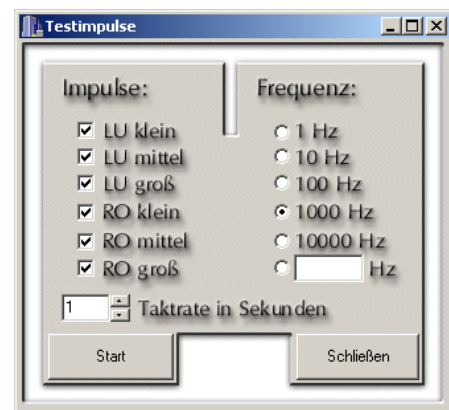 Testimpulse
Impulse:
LU klein
LU mittel
LU groß
RO klein
RO mittel
RO groß
Frequenz:
1 Hz
10 Hz
100 Hz
1000 Hz
10000 Hz
Hz
1 Taktrate in Sekunden
Start
Schließen